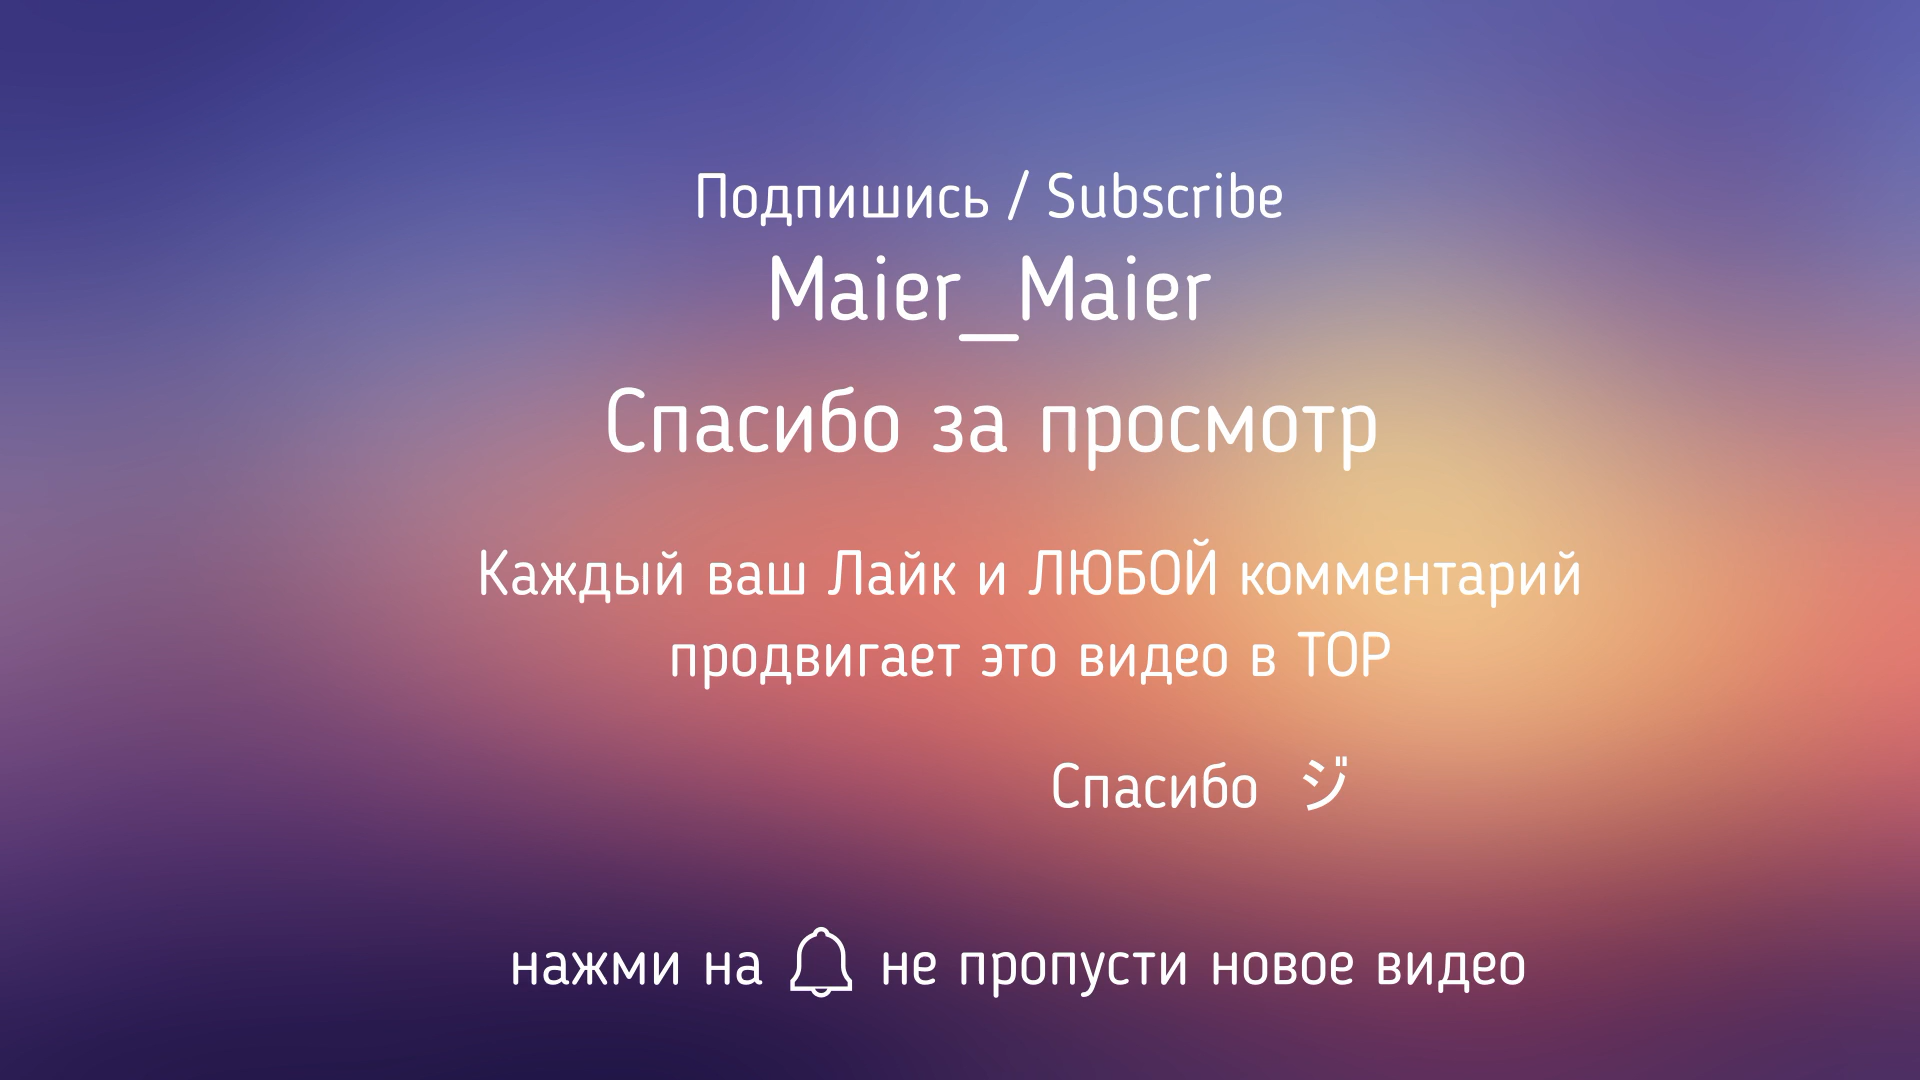 Подпишись / Subscribe
Maier_Maier
Спасибо за просмотр
Каждый ваш Лайк и ЛЮБОЙ комментарий
продвигает это видео в TOP
Спасибо ジ
нажми на не пропусти новое видео